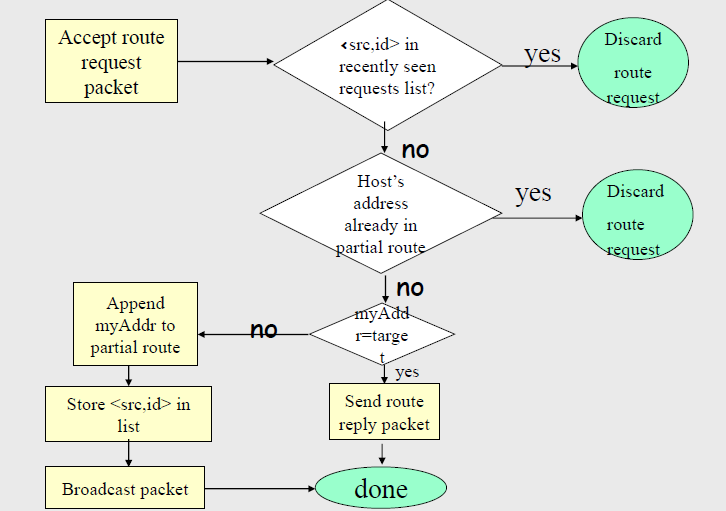 Accept route
request
packet
<src,id> in
recently seen
requests list?
yes
Discard
route
request
no
Host's
address
already in
partial route
yes
Discard
route
request
no
myAdd
r=targe
t
no
Append
myAddr to
partial route
yes
Store <src,id> in
list
Send route
reply packet
Broadcast packet
done